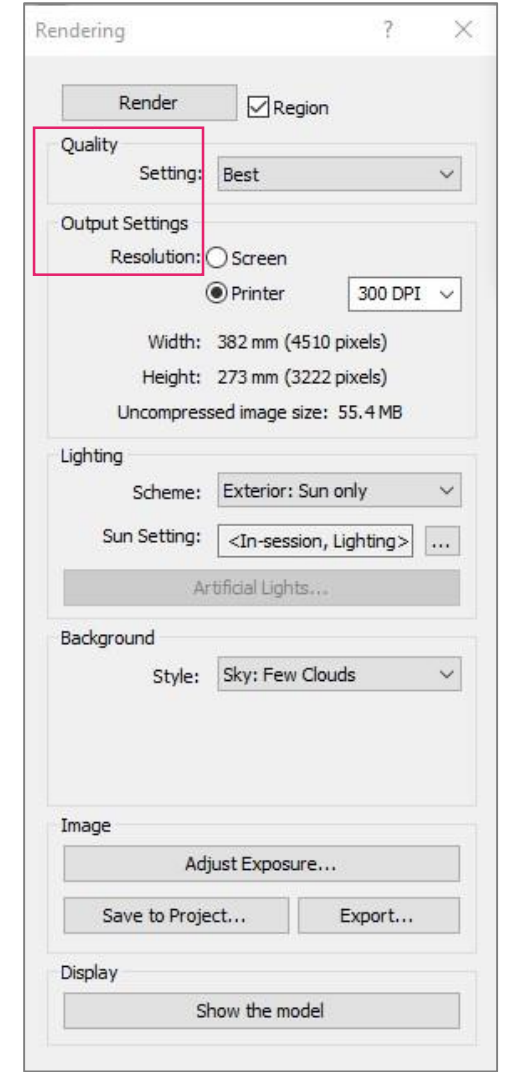 Rendering ? ×
Render Region
Quality
Setting: Best
Output Settings
Resolution: Screen
Printer 300 DPI
Width: 382 mm (4510 pixels)
Height: 273 mm (3222 pixels)
Uncompressed image size: 55.4 MB
Lighting
Scheme: Exterior: Sun only
Sun Setting: <In-session, Lighting> ...
Artificial Lights...
Background
Style: Sky: Few Clouds
Image
Adjust Exposure...
Save to Project... Export...
Display
Show the model